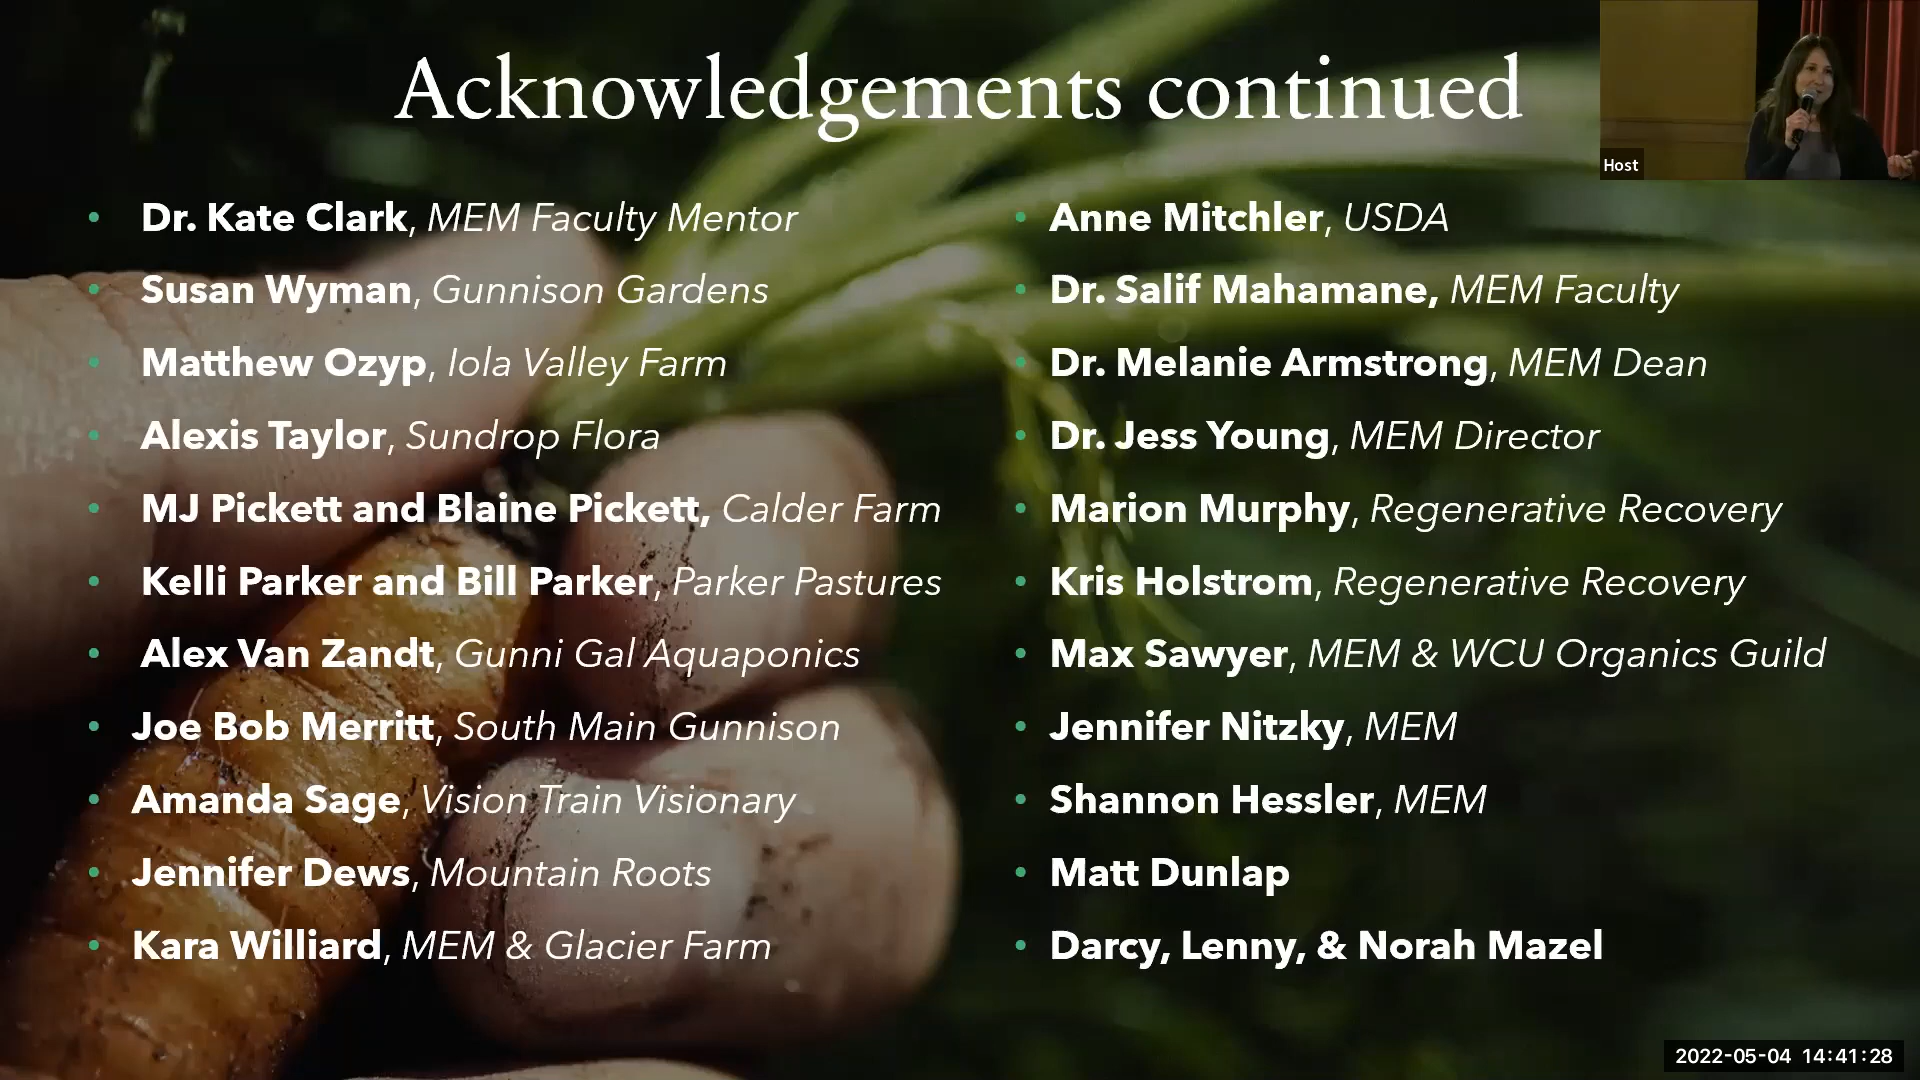 Acknowledgements continued
Host
• Dr. Kate Clark, MEM Faculty Mentor
• Susan Wyman, Gunnison Gardens
• Matthew Ozyp, Iola Valley Farm
• Alexis Taylor, Sundrop Flora
• MJ Pickett and Blaine Pickett, Calder Farm
• Kelli Parker and Bill Parker, Parker Pastures
• Alex Van Zandt, Gunni Gal Aquaponics
• Joe Bob Merritt, South Main Gunnison
• Amanda Sage, Vision Train Visionary
• Jennifer Dews, Mountain Roots
• Kara Williard, MEM & Glacier Farm
• Anne Mitchler, USDA
• Dr. Salif Mahamane, MEM Faculty
• Dr. Melanie Armstrong, MEM Dean
• Dr. Jess Young, MEM Director
• Marion Murphy, Regenerative Recovery
• Kris Holstrom, Regenerative Recovery
• Max Sawyer, MEM & WCU Organics Guild
• Jennifer Nitzky, MEM
• Shannon Hessler, MEM
• Matt Dunlap
• Darcy, Lenny, & Norah Mazel
2022-05-04 14:41:28